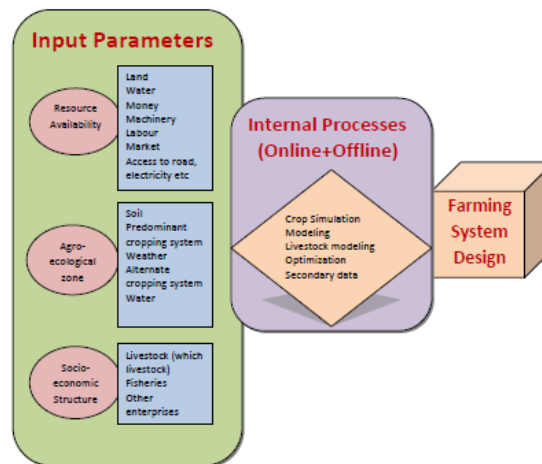 Input Parameters
Resource
Availability
Land
Water
Money
Machinery
Labour
Market
Access to road,
electricity etc
Agro-
ecological
zone
Soil
Predominant
cropping system
Weather
Alternate
cropping system
Water
Socio-
economic
Structure
Livestock (which
livestock)
Fisheries
Other
enterprises
Internal Processes
(Online+Offline)
Crop Simulation
Modeling
Livestock modeling
Optimization
Secondary data
Farming
System
Design